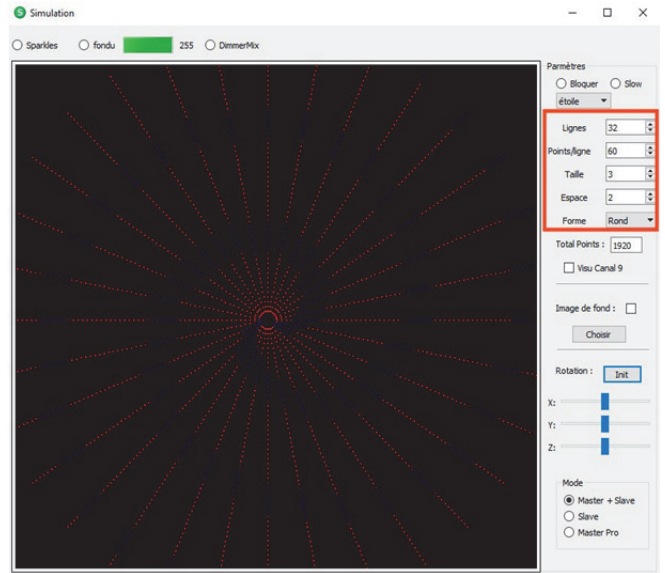 Simulation
Sparkles fondu 255 DimmerMix
Parmètres
Bloquer Slow
étoile
Lignes 32
Points/ligne 60
Taille 3
Espace 2
Forme Rond
Total Points : 1920
Visu Canal 9
Image de fond :
Choisir
Rotation : Init
X:
Y:
Z:
Mode
Master + Slave
Slave
Master Pro